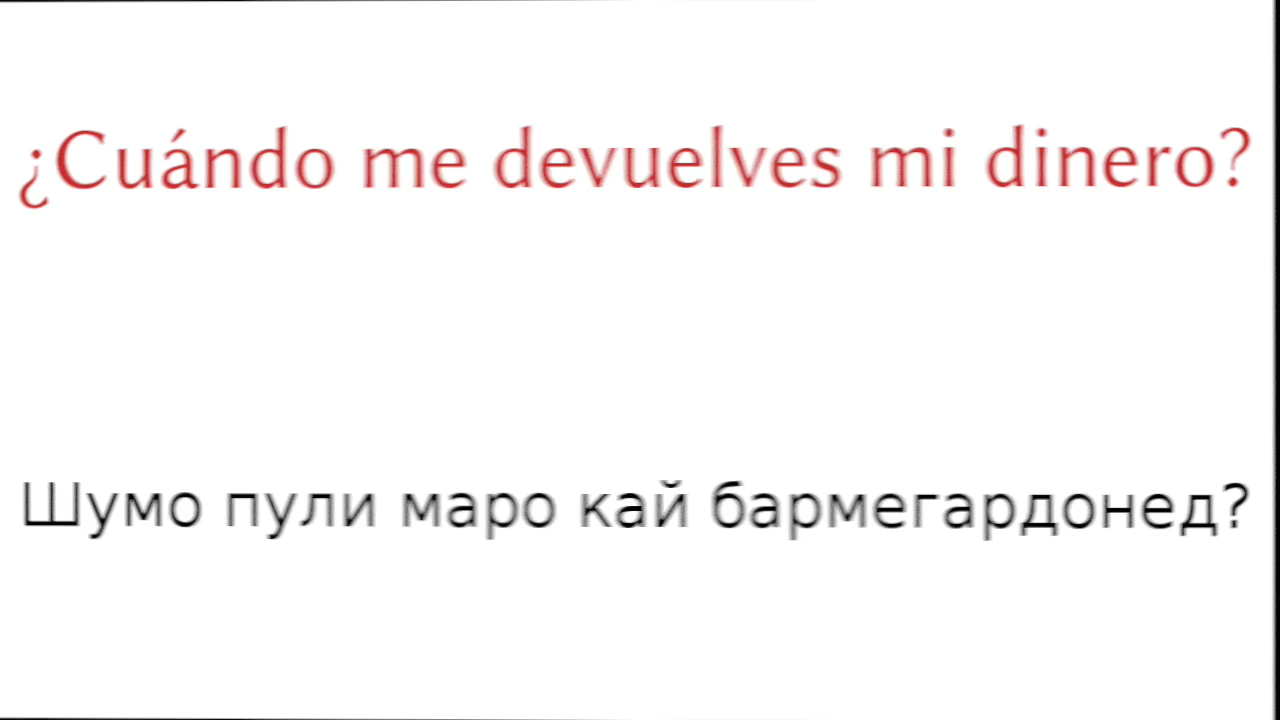 ¿Cuándo me devuelves mi dinero?
Шумо пули маро кай бармегардонед?